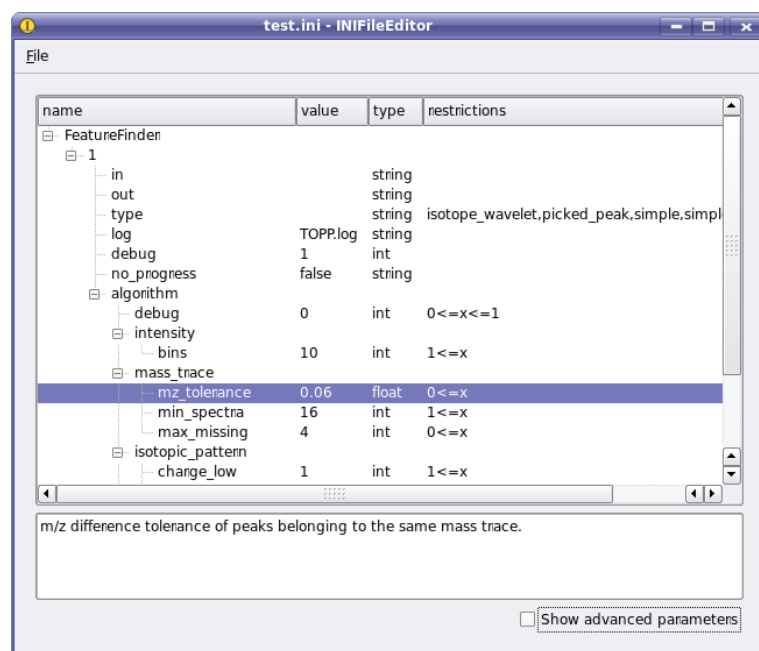 test.ini - INIFileEditor
File
name value type restrictions
FeatureFinder
1
in string
out string
type string isotope_wavelet,picked_peak,simple,simpl
log TOPP.log string
debug 1 int
no_progress false string
algorithm
debug 0 int 0<=x<=1
intensity
bins 10 int 1<=x
mass_trace
mz_tolerance 0.06 float 0<=x
min_spectra 16 int 1<=x
max_missing 4 int 0<=x
isotopic_pattern
charge_low 1 int 1<=x
m/z difference tolerance of peaks belonging to the same mass trace.
Show advanced parameters